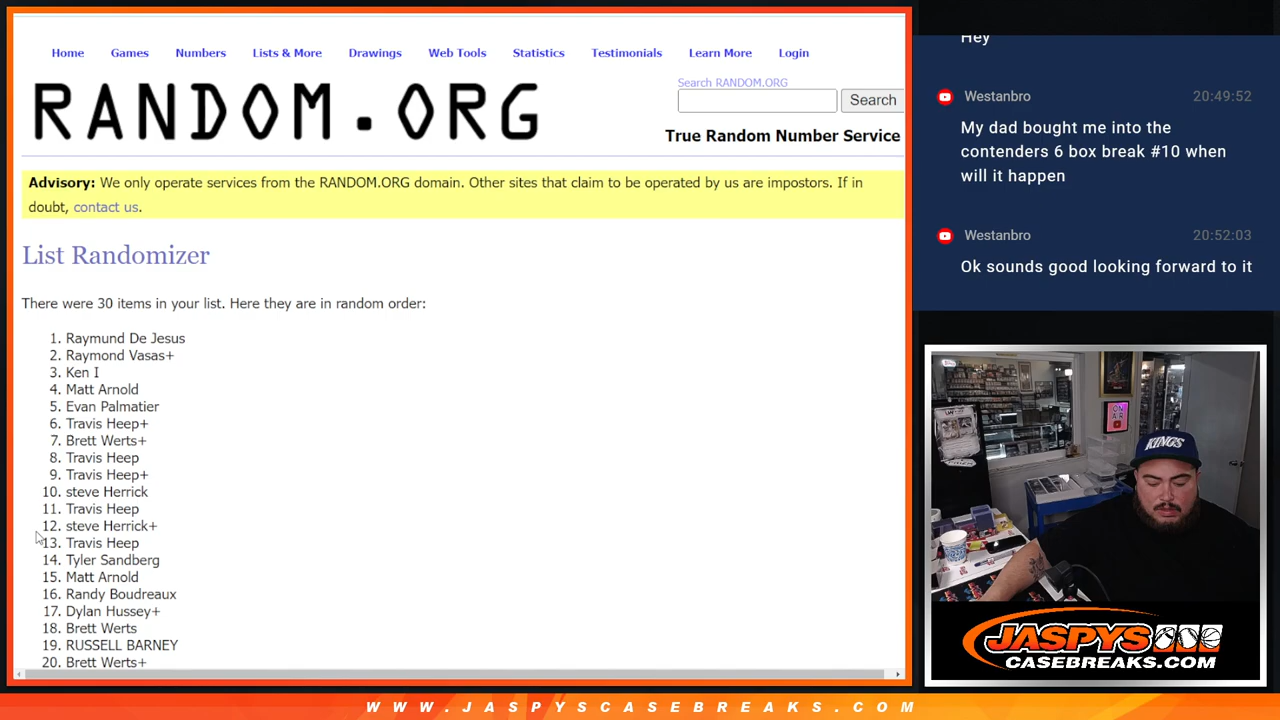 Home Games Numbers Lists & More Drawings Web Tools Statistics Testimonials Learn More Login
RANDOM.ORG
Search RANDOM.ORG
Search
True Random Number Service
Advisory: We only operate services from the RANDOM.ORG domain. Other sites that claim to be operated by us are impostors. If in
doubt, contact us.
List Randomizer
There were 30 items in your list. Here they are in random order:
1. Raymund De Jesus
2. Raymond Vasas+
3. Ken I
4. Matt Arnold
5. Evan Palmatier
6. Travis Heep+
7. Brett Werts+
8. Travis Heep
9. Travis Heep+
10. steve Herrick
11. Travis Heep
12. steve Herrick+
13. Travis Heep
14. Tyler Sandberg
15. Matt Arnold
16. Randy Boudreaux
17. Dylan Hussey+
18. Brett Werts
19. RUSSELL BARNEY
20. Brett Werts+
Hey
Westanbro 20:49:52
My dad bought me into the
contenders 6 box break #10 when
will it happen
Westanbro 20:52:03
Ok sounds good looking forward to it
KINGS
ON
AIR
JASPYS
CASEBREAKS.COM
WWW.JASPYSCASEBREAKS.COM